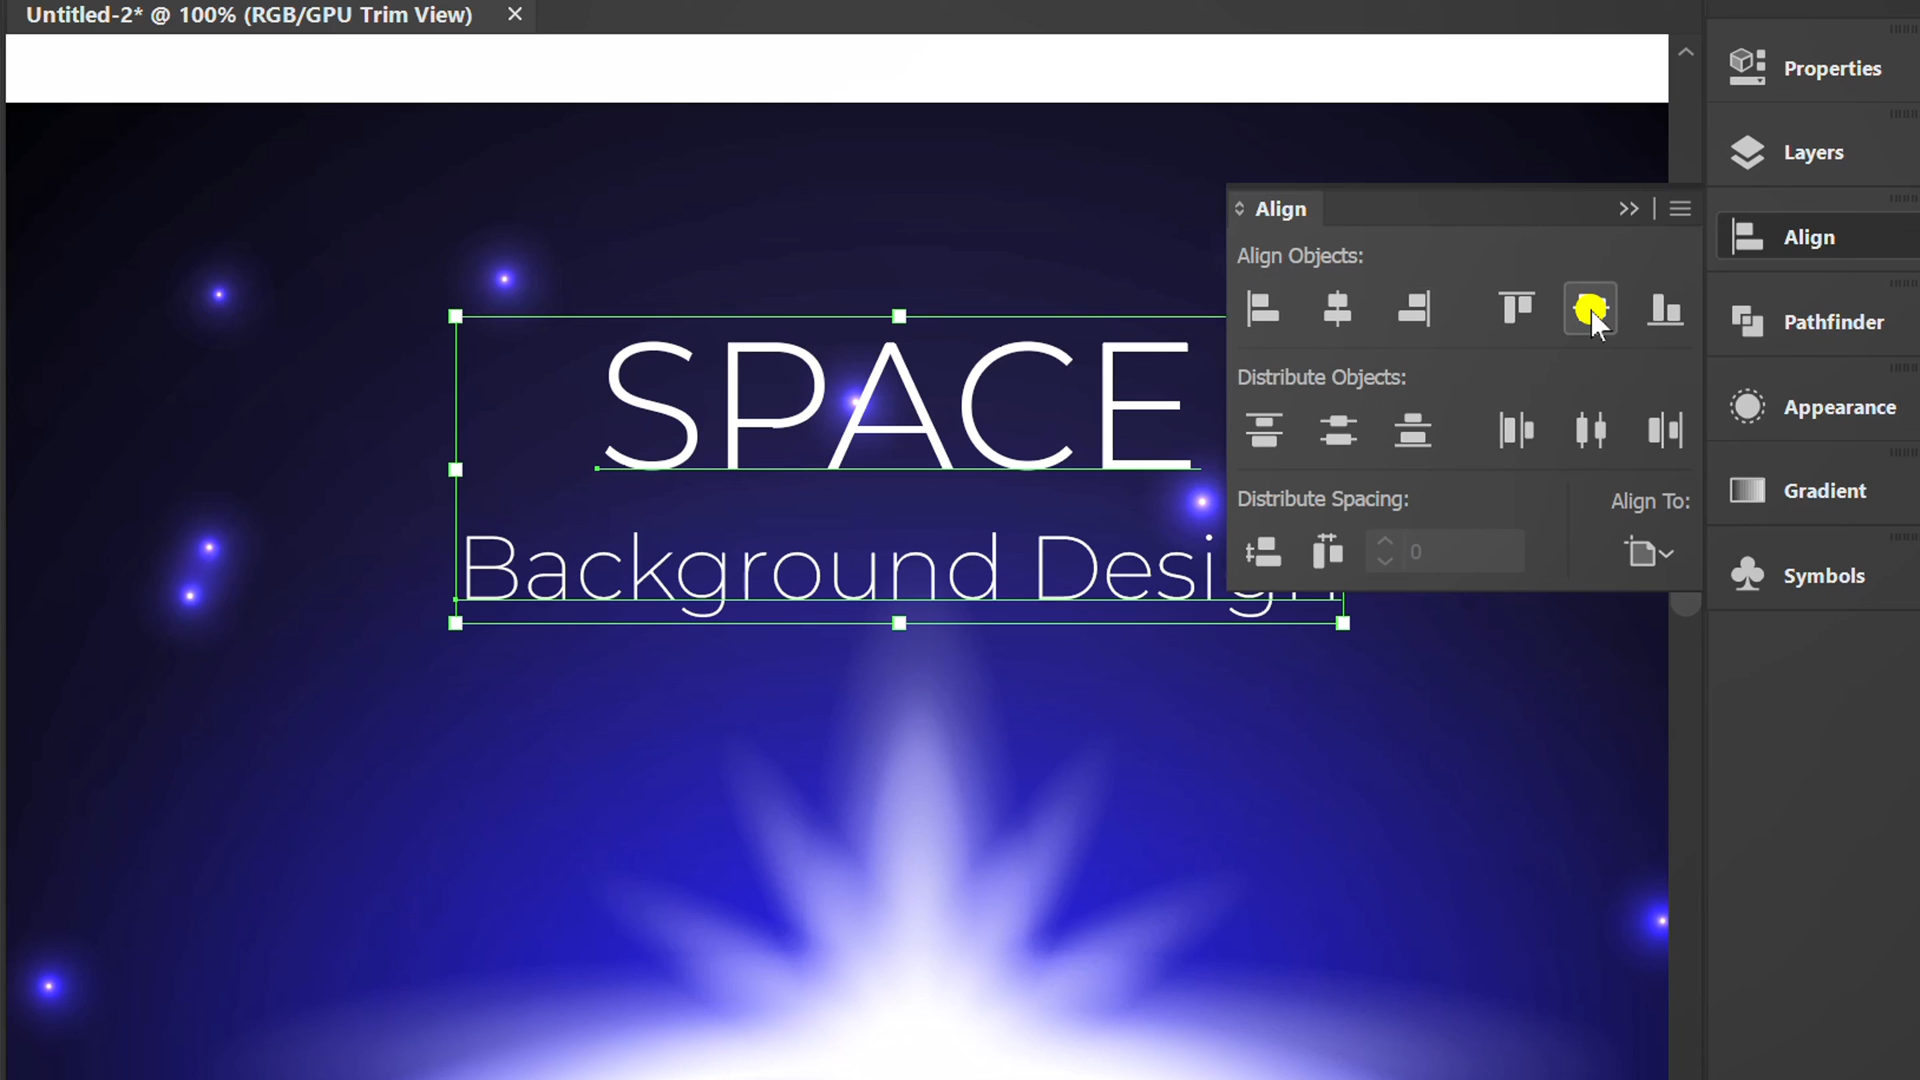 Untitled-2* @ 100% (RGB/GPU Trim View)
Properties
Layers
Align
Align
Align Objects:
Pathfinder
SPACE
Distribute Objects:
Appearance
Distribute Spacing:
Align To:
Gradient
0
Background Design
Symbols